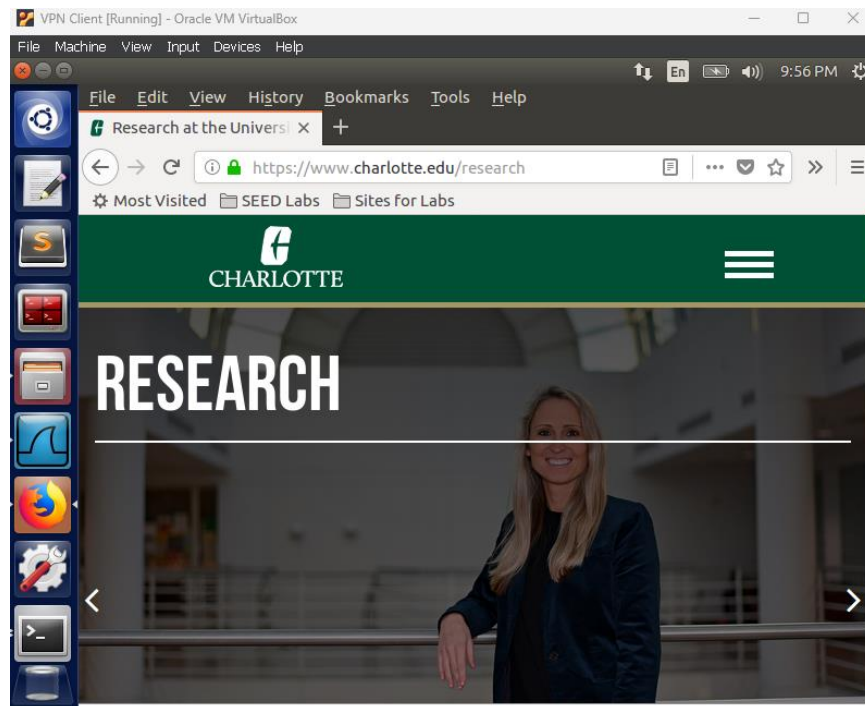 VPN Client [Running] - Oracle VM VirtualBox
File Machine View Input Devices Help
En 9:56 PM
File Edit View History Bookmarks Tools Help
Research at the Universi
https://www.charlotte.edu/research
Most Visited SEED Labs Sites for Labs
CHARLOTTE
RESEARCH